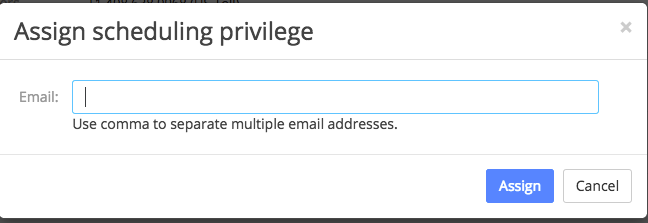 Assign scheduling privilege
×
Email:
Use comma to separate multiple email addresses.
Assign Cancel